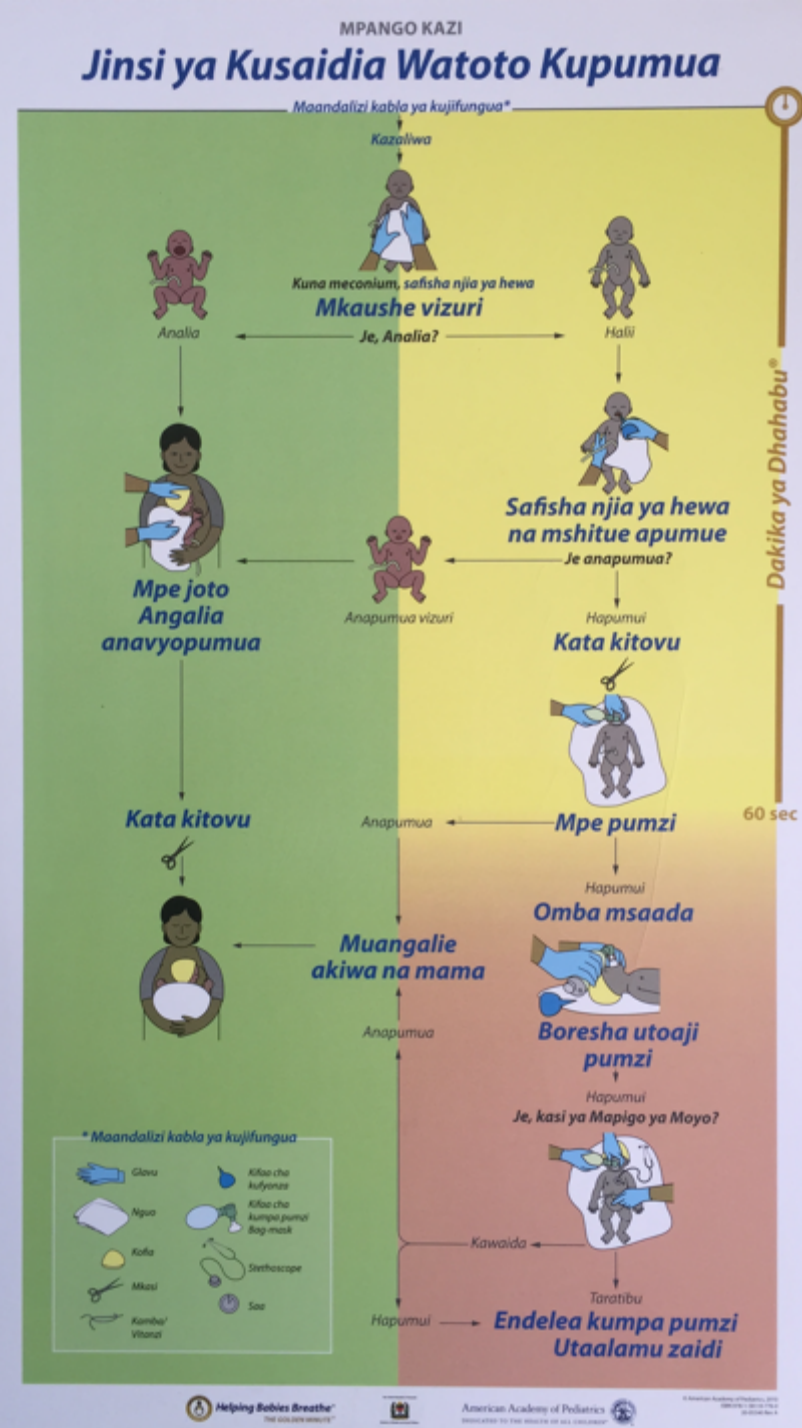 MPANGO KAZI
Jinsi ya Kusaidia Watoto Kupumua
Maandalizi kabla ya kujifungua*
Kazaliwa
Kuna meconium, safisha njia ya hewa
Mkaushe vizuri
Analia
Je, Analia?
Halii
Safisha njia ya hewa
na mshitue apumue
Je anapumua?
Dakika ya Dhahabu®
Mpe joto
Angalia
anavyopumua
Anapumua vizuri
Hapumui
Kata kitovu
60 sec
Kata kitovu
Anapumua
Mpe pumzi
Hapumui
Omba msaada
Muangalie
akiwa na mama
Anapumua
Boresha utoaji
pumzi
Hapumui
Je, kasi ya Mapigo ya Moyo?
Kawaida
Taratibu
Hapumui
Endelea kumpa pumzi
Utaalamu zaidi
* Maandalizi kabla ya kujifungua
Glavu
Nguo
Kofia
Mkasi
Kamba/
Vibanzi
Kifaa cha
kufyonza
Kifaa cha
kumpa pumzi
Bag-mask
Stethoscope
Saa
Helping Babies Breathe®
THE GOLDEN MINUTE®
American Academy of Pediatrics
DEDICATED TO THE HEALTH OF ALL CHILDREN®